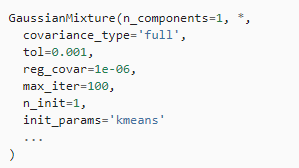 GaussianMixture(n_components=1, *,
  covariance_type='full',
  tol=0.001,
  reg_covar=1e-06,
  max_iter=100,
  n_init=1,
  init_params='kmeans'
  ...
)